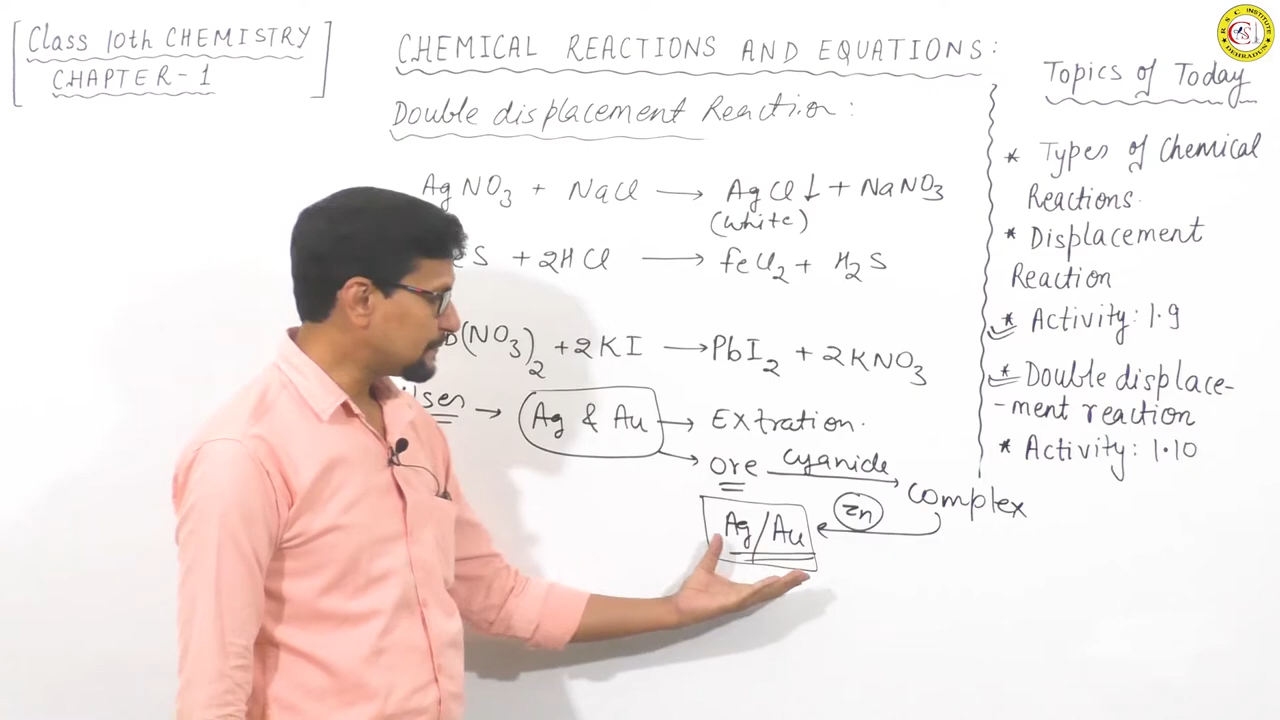 Class 10th CHEMISTRY
CHAPTER-1
CHEMICAL REACTIONS AND EQUATIONS:
Double displacement Reaction:
AgNO₃ + NaCl → AgCl↓ + NaNO₃
(White)
S + 2HCl → FeCl₂ + H₂S
(NO₃)₂ + 2KI → PbI₂ + 2KNO₃
→ Ag & Au → EXtration.
→ Ore cyanide → Complex
Ag/Au ← Zn
Topics of Today
* Types of Chemical
Reactions.
* Displacement
Reaction
* Activity: 1.9
* Double displace-
-ment reaction
* Activity: 1.10
R S C INSTITUTE
DEHRADUN